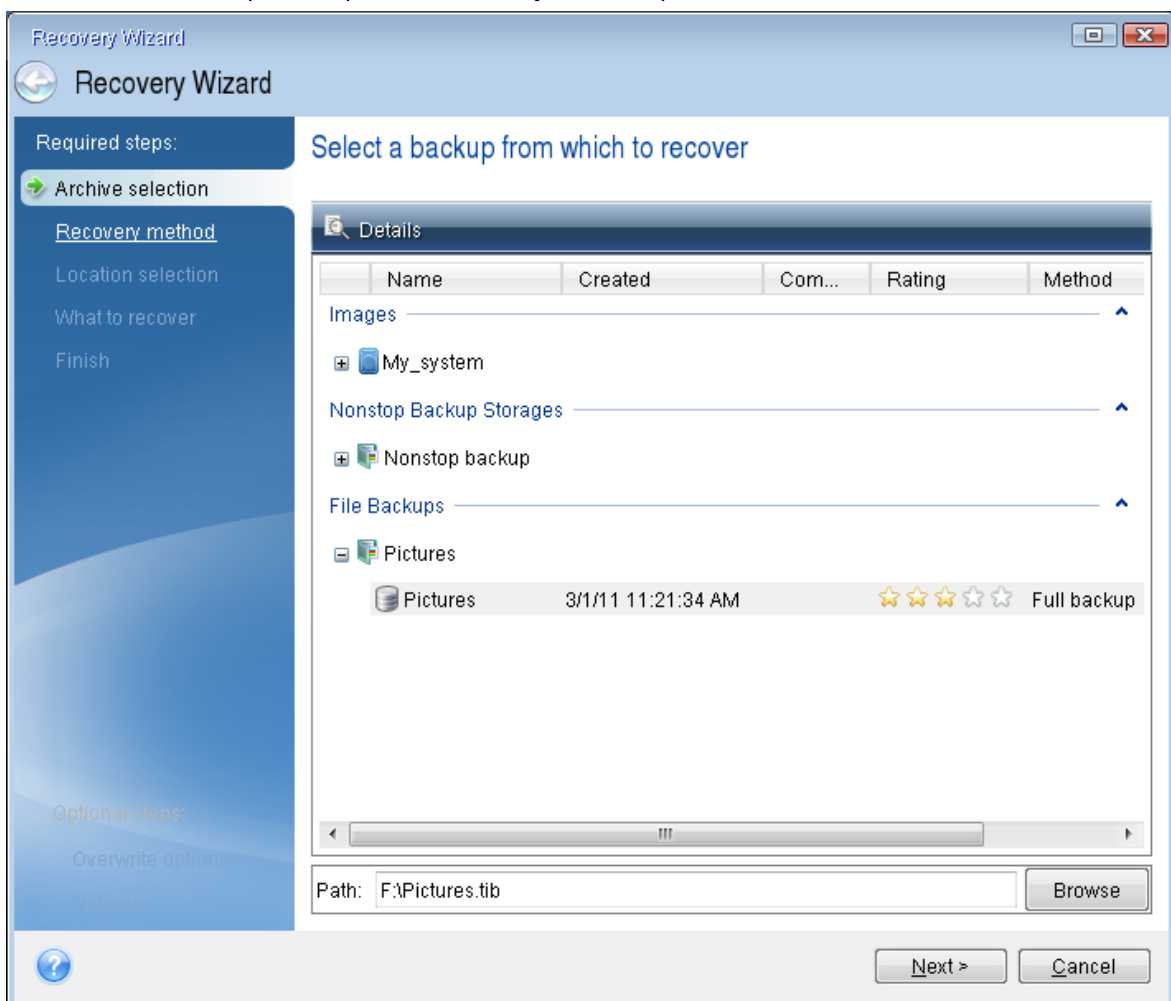 Recovery Wizard
Recovery Wizard
Required steps:
Archive selection
Recovery method
Location selection
What to recover
Finish
Optional steps:
Overwrite options
Options
Select a backup from which to recover
Details
Name Created Com... Rating Method
Images
My_system
Nonstop Backup Storages
Nonstop backup
File Backups
Pictures
Pictures 3/1/11 11:21:34 AM Full backup
Path: F:\Pictures.tib Browse
Next > Cancel